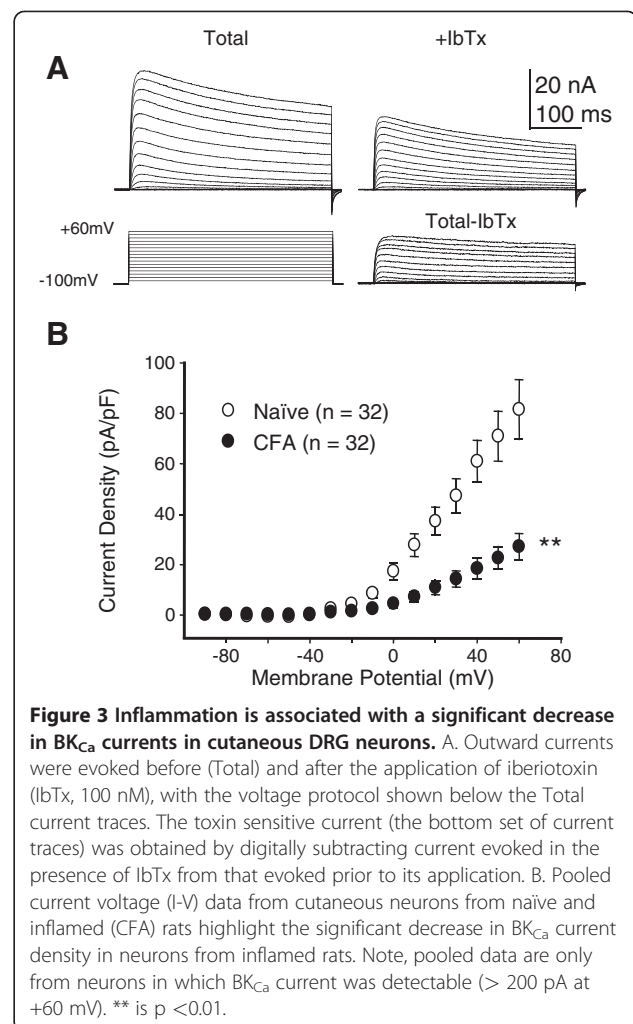 Total
+IbTx
A
20 nA
100 ms
+60mV
-100mV
Total-IbTx
B
Current Density (pA/pF)
100
80
60
40
20
0
Naïve (n = 32)
CFA (n = 32)
**
-80
-40
0
40
80
Membrane Potential (mV)
Figure 3 Inflammation is associated with a significant decrease
in BKCa currents in cutaneous DRG neurons. A. Outward currents
were evoked before (Total) and after the application of iberiotoxin
(IbTx, 100 nM), with the voltage protocol shown below the Total
current traces. The toxin sensitive current (the bottom set of current
traces) was obtained by digitally subtracting current evoked in the
presence of IbTx from that evoked prior to its application. B. Pooled
current voltage (I-V) data from cutaneous neurons from naïve and
inflamed (CFA) rats highlight the significant decrease in BKCa current
density in neurons from inflamed rats. Note, pooled data are only
from neurons in which BKCa current was detectable (> 200 pA at
+60 mV). ** is p <0.01.